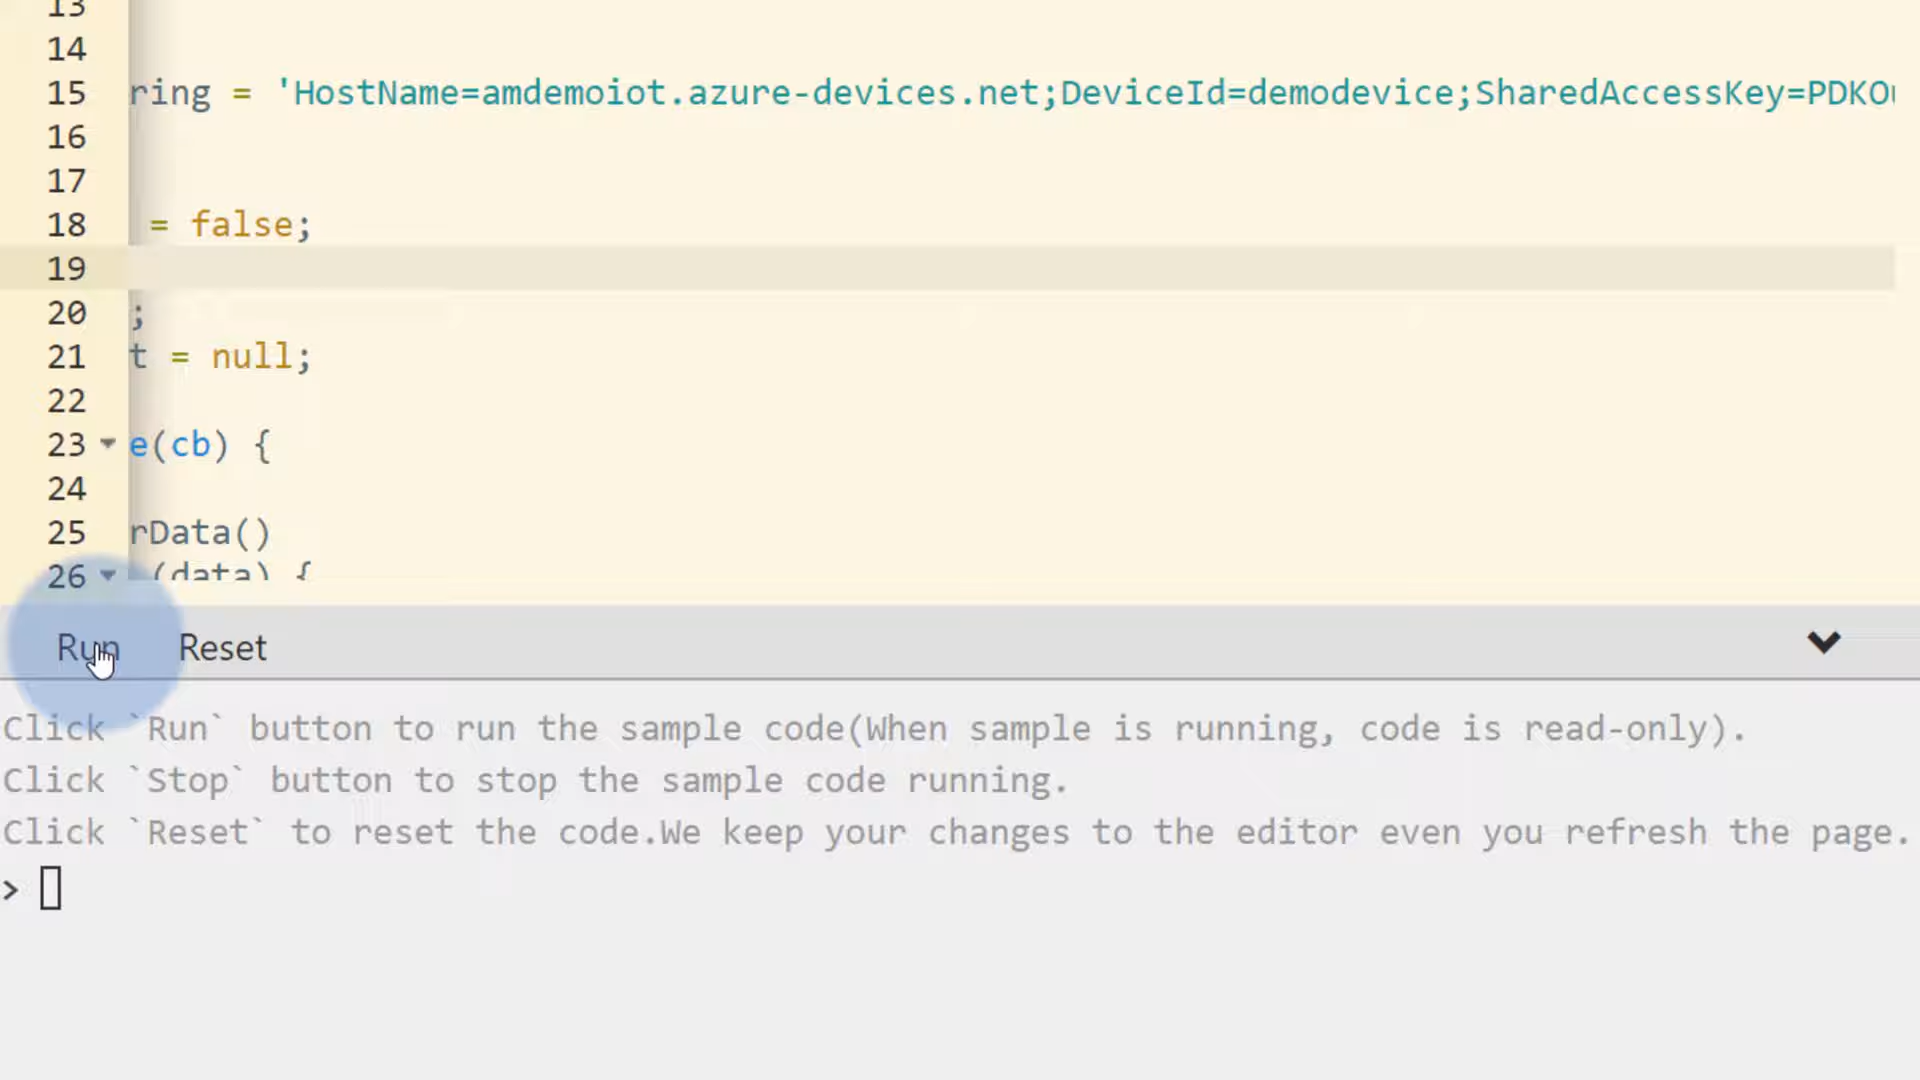 13
14
15 ring = 'HostName=amdemoiot.azure-devices.net;DeviceId=demodevice;SharedAccessKey=PDKO
16
17
18 = false;
19
20 ;
21 t = null;
22
23 e(cb) {
24
25 rData()
26 (data) {
Run Reset
Click `Run` button to run the sample code(When sample is running, code is read-only).
Click `Stop` button to stop the sample code running.
Click `Reset` to reset the code.We keep your changes to the editor even you refresh the page.
>